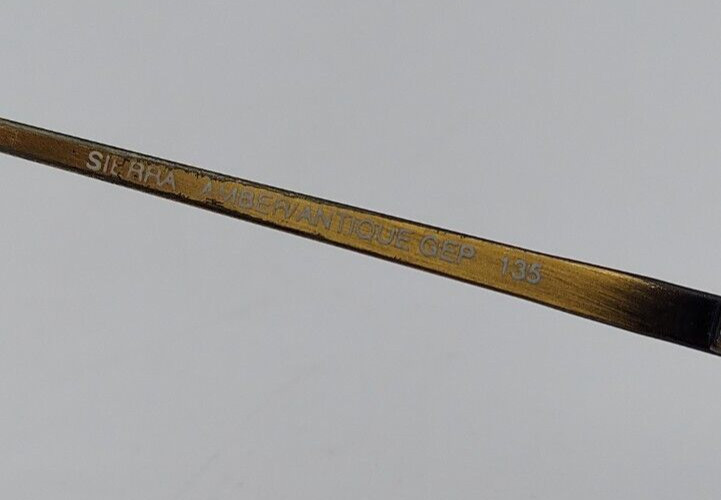 SIERRA AMBER/ANTIQUE GEP 135